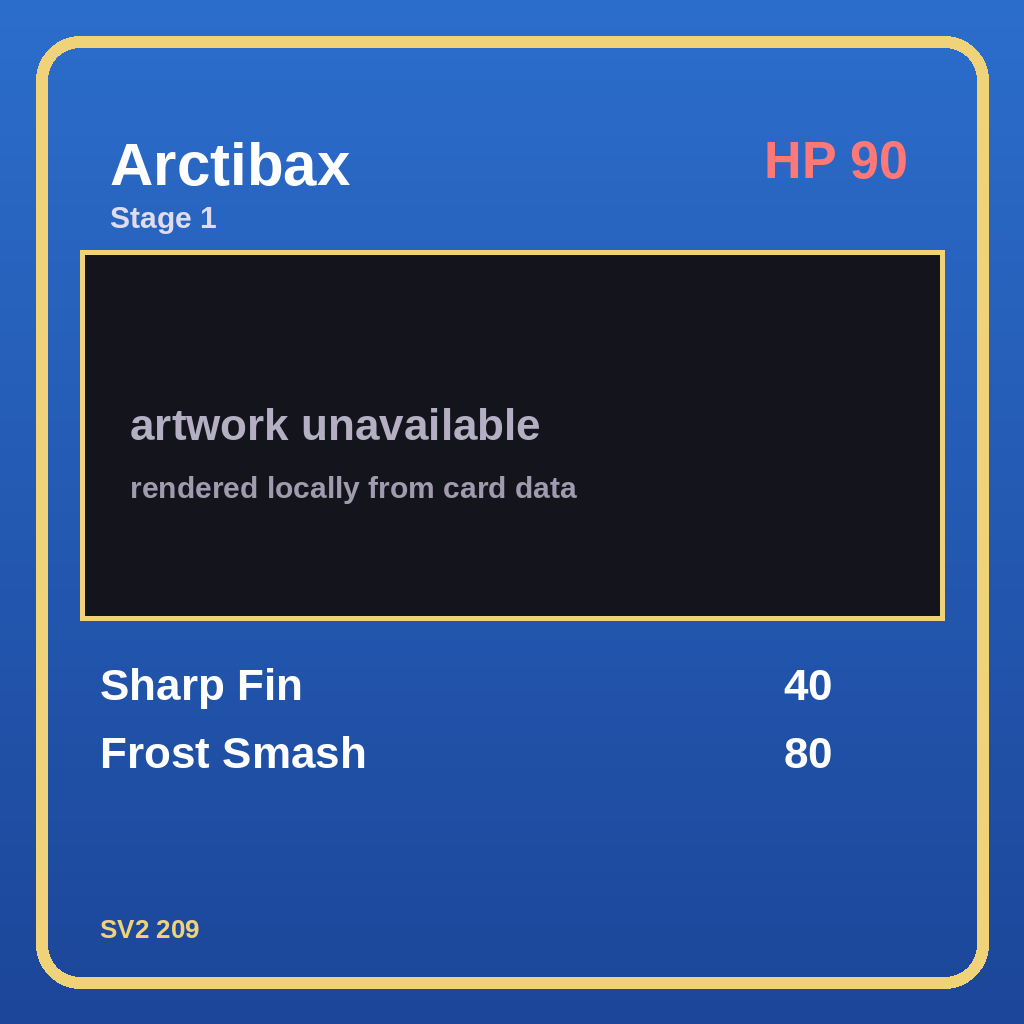 Arctibax
HP 90
Stage 1
artwork unavailable
rendered locally from card data
Sharp Fin 40
Frost Smash 80
SV2 209